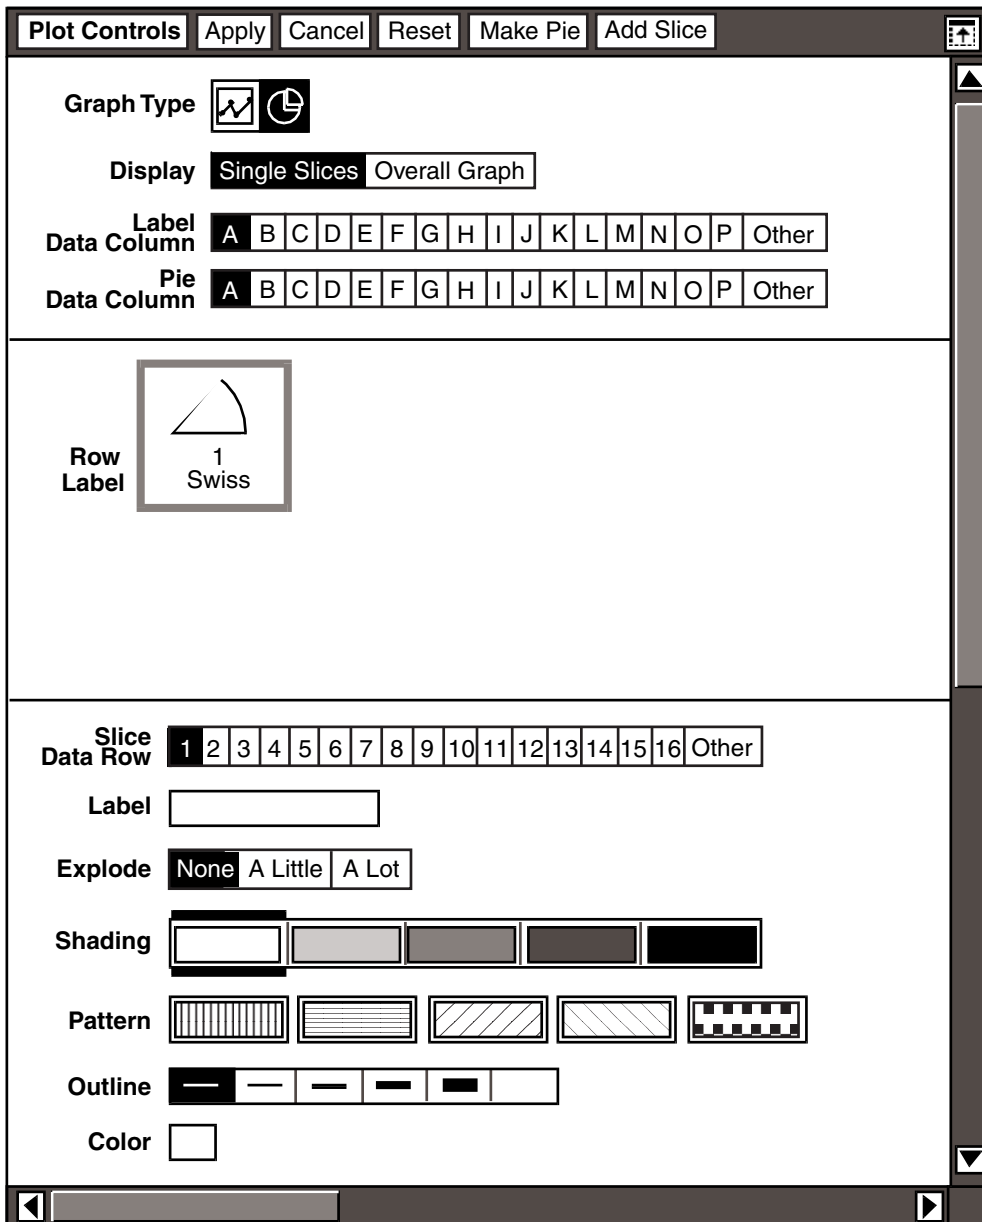 Plot Controls Apply Cancel Reset Make Pie Add Slice
Graph Type
Display Single Slices Overall Graph
Label Data Column A B C D E F G H I J K L M N O P Other
Pie Data Column A B C D E F G H I J K L M N O P Other
Row Label
1
Swiss
Slice Data Row 1 2 3 4 5 6 7 8 9 10 11 12 13 14 15 16 Other
Label
Explode None A Little A Lot
Shading
Pattern
Outline
Color